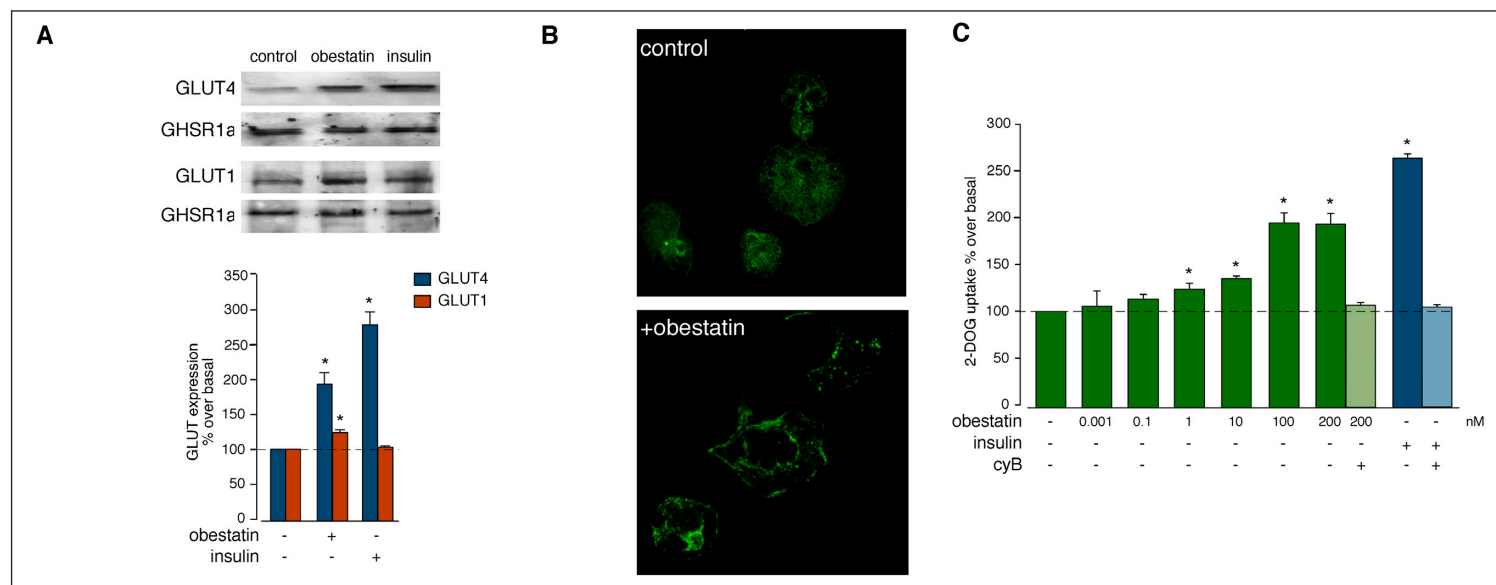 A
control obestatin insulin
GLUT4
GHSR1a
GLUT1
GHSR1a
GLUT expression
% over basal
350
300
250
200
150
100
50
0
GLUT4
GLUT1
* * *
obestatin - + -
insulin - - +
B
control
+obestatin
C
2-DOG uptake % over basal
300
250
200
150
100
50
0
* * * * *
obestatin - 0.001 0.1 1 10 100 200 200 - - nM
insulin - - - - - - - - + +
cyB - - - - - - - + - +